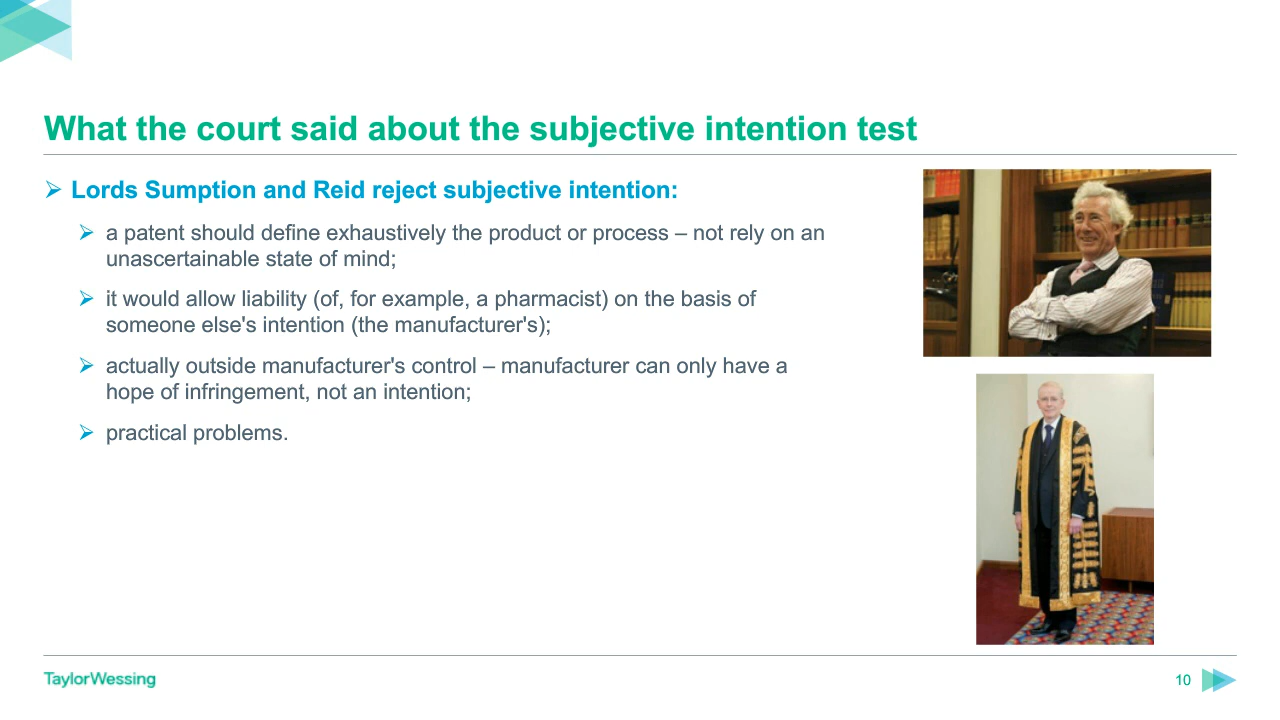 What the court said about the subjective intention test
Lords Sumption and Reid reject subjective intention:
a patent should define exhaustively the product or process – not rely on an
unascertainable state of mind;
it would allow liability (of, for example, a pharmacist) on the basis of
someone else's intention (the manufacturer's);
actually outside manufacturer's control – manufacturer can only have a
hope of infringement, not an intention;
practical problems.
TaylorWessing
10